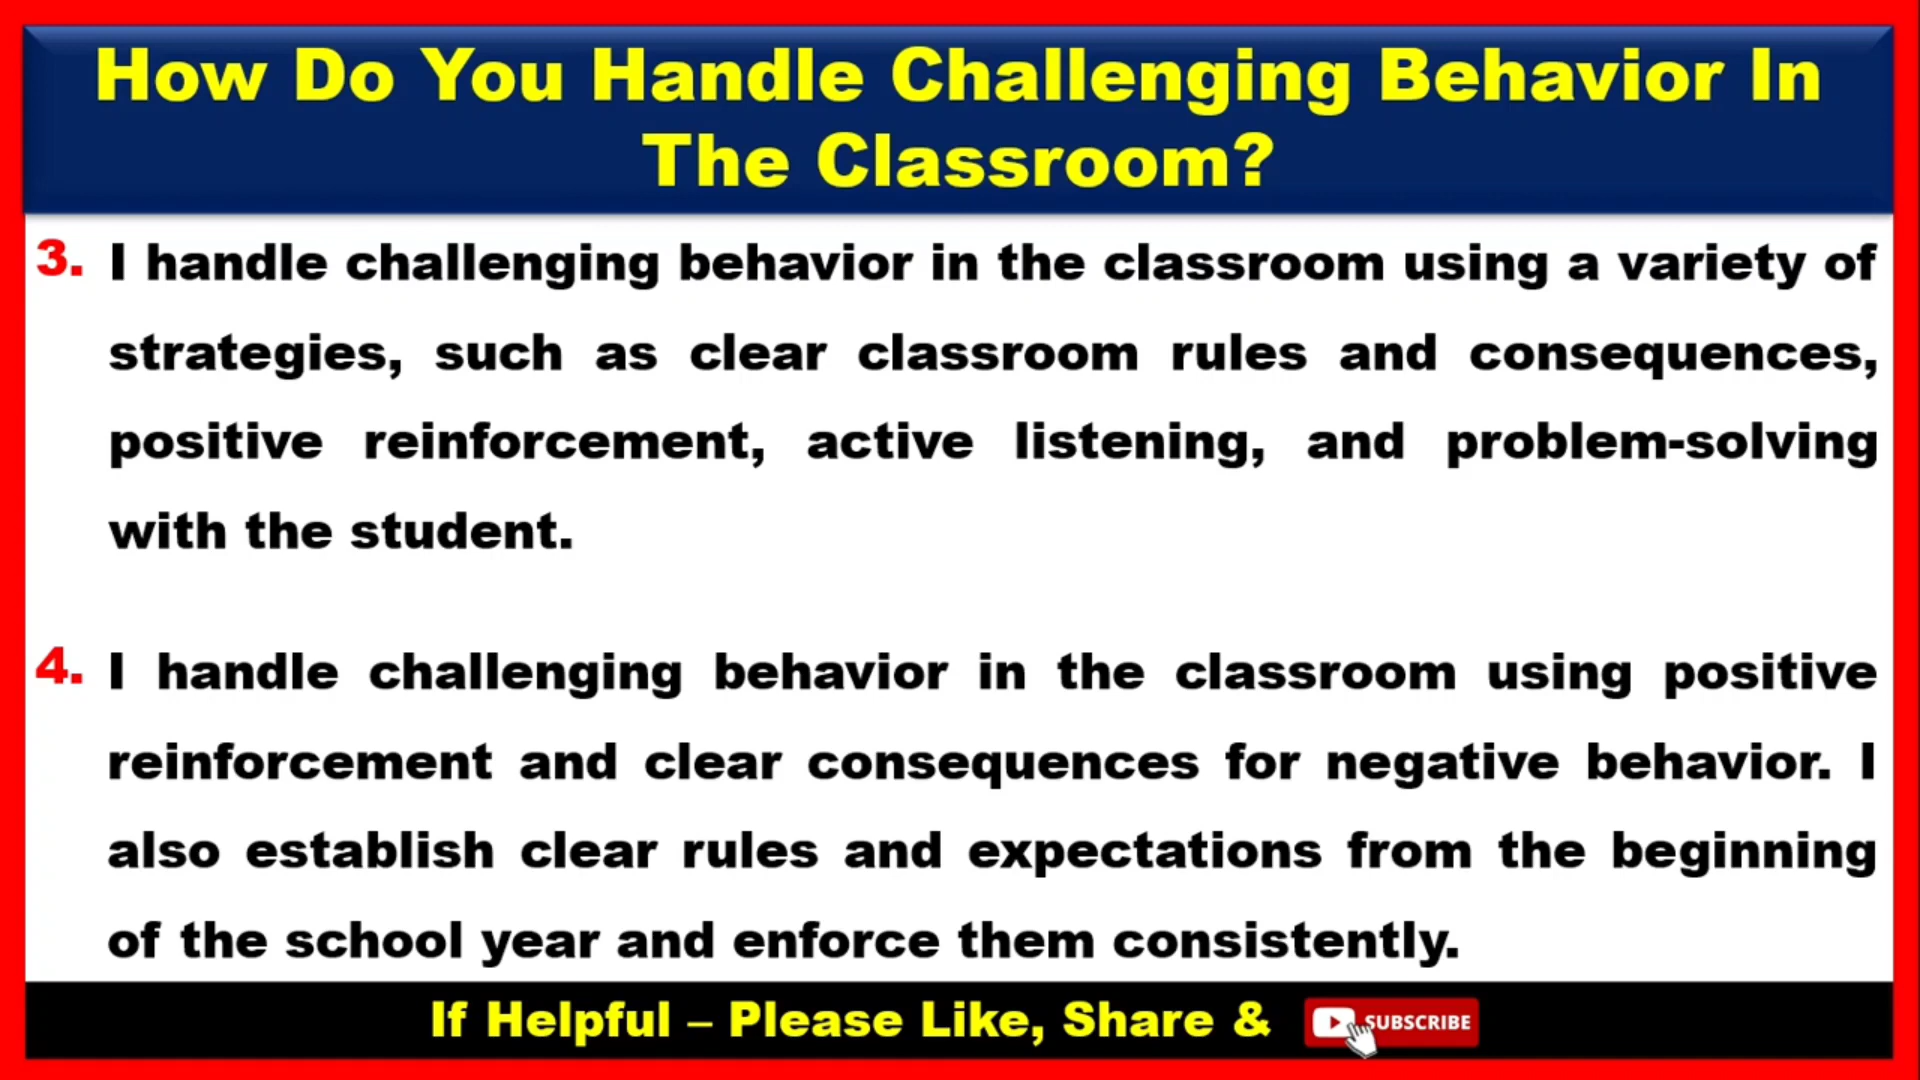 How Do You Handle Challenging Behavior In
The Classroom?
3. I handle challenging behavior in the classroom using a variety of
strategies, such as clear classroom rules and consequences,
positive reinforcement, active listening, and problem-solving
with the student.
4. I handle challenging behavior in the classroom using positive
reinforcement and clear consequences for negative behavior. I
also establish clear rules and expectations from the beginning
of the school year and enforce them consistently.
If Helpful – Please Like, Share & SUBSCRIBE